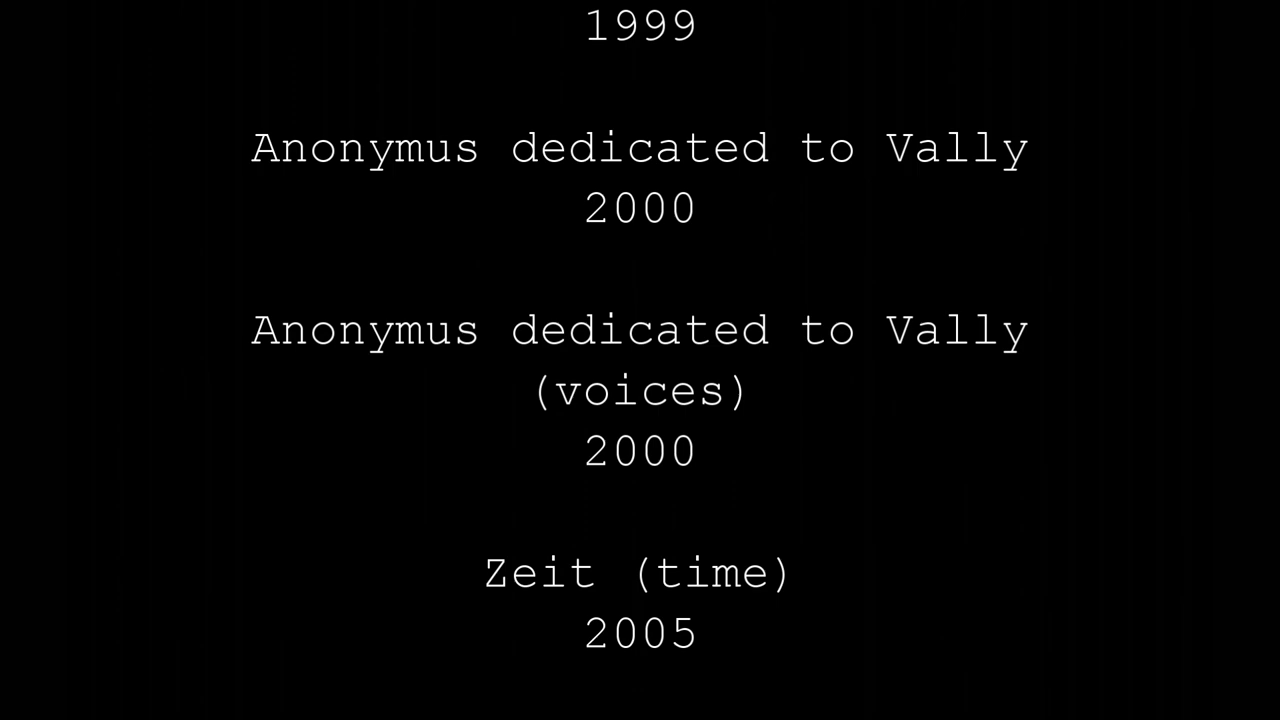 1999
Anonymus dedicated to Vally
2000
Anonymus dedicated to Vally
(voices)
2000
Zeit (time)
2005